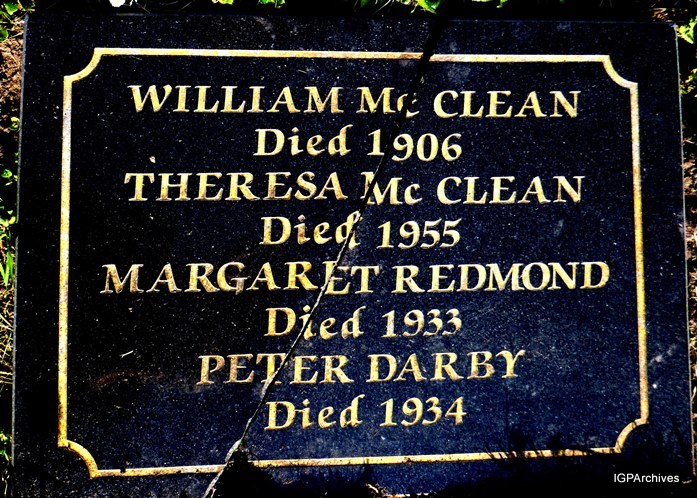 WILLIAM Mc CLEAN
Died 1906
THERESA Mc CLEAN
Died 1955
MARGARET REDMOND
Died 1933
PETER DARBY
Died 1934
IGPArchives